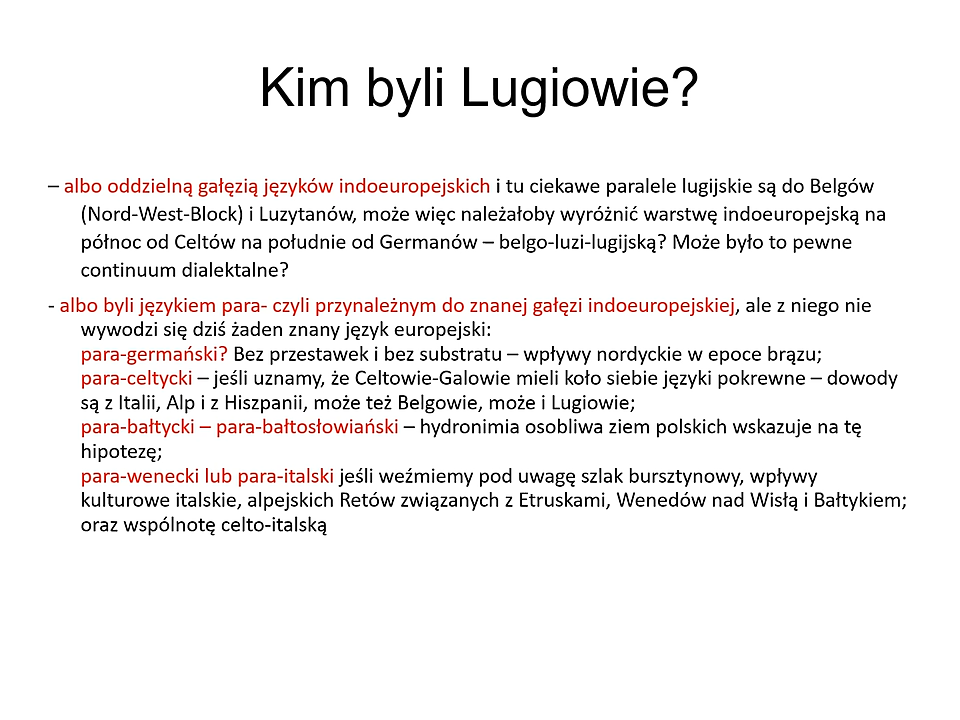 Kim byli Lugiowie?
– albo oddzielną gałęzią języków indoeuropejskich i tu ciekawe paralele lugijskie są do Belgów
(Nord-West-Block) i Luzytanów, może więc należałoby wyróżnić warstwę indoeuropejską na
północ od Celtów na południe od Germanów – belgo-luzi-lugijską? Może było to pewne
continuum dialektalne?
- albo byli językiem para- czyli przynależnym do znanej gałęzi indoeuropejskiej, ale z niego nie
wywodzi się dziś żaden znany język europejski:
para-germański? Bez przestawek i bez substratu – wpływy nordyckie w epoce brązu;
para-celtycki – jeśli uznamy, że Celtowie-Galowie mieli koło siebie języki pokrewne – dowody
są z Italii, Alp i z Hiszpanii, może też Belgowie, może i Lugiowie;
para-bałtycki – para-bałtosłowiański – hydronimia osobliwa ziem polskich wskazuje na tę
hipotezę;
para-wenecki lub para-italski jeśli weźmiemy pod uwagę szlak bursztynowy, wpływy
kulturowe italskie, alpejskich Retów związanych z Etruskami, Wenedów nad Wisłą i Bałtykiem;
oraz wspólnotę celto-italską